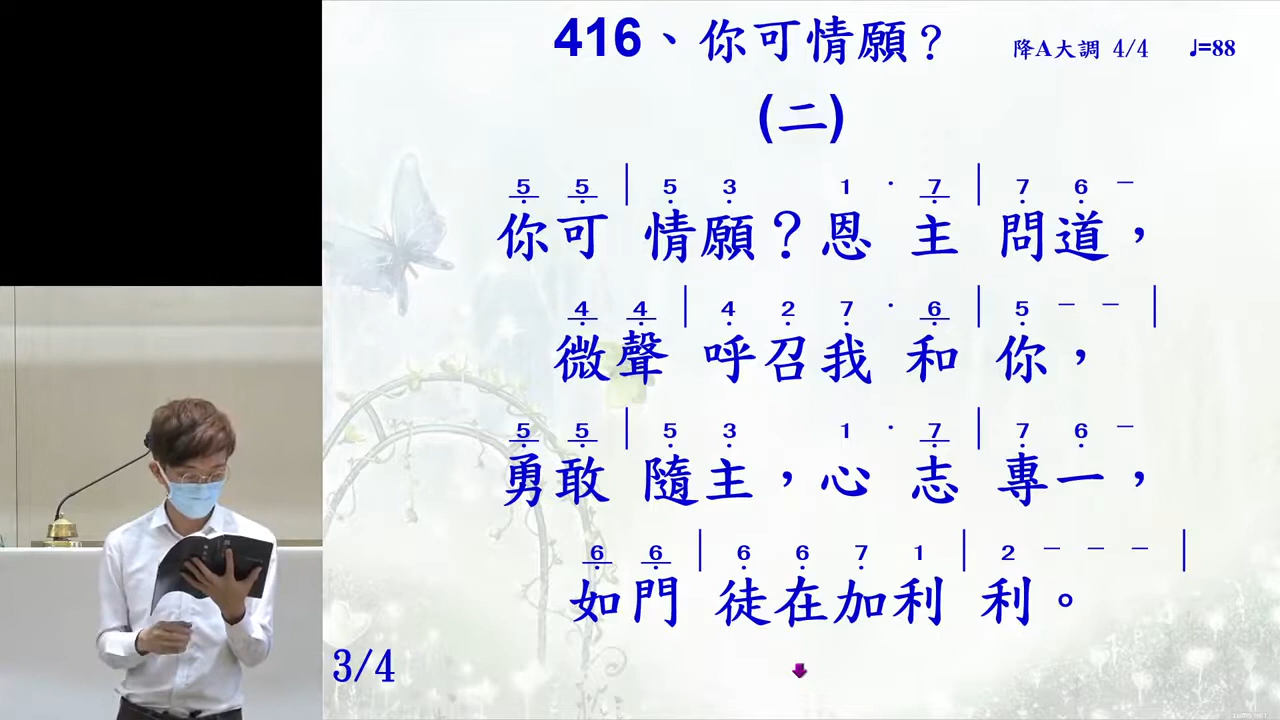 416、你可情願？ 降A大調 4/4 ♩=88
(二)
5 5 | 5 3 1 · 7 | 7 6 －
你可 情願？恩 主 問道，
4 4 | 4 2 7 · 6 | 5 － － |
微聲 呼召我 和 你，
5 5 | 5 3 1 · 7 | 7 6 －
勇敢 隨主，心 志 專一，
6 6 | 6 6 7 1 | 2 － － － |
如門 徒在加利 利。
3/4